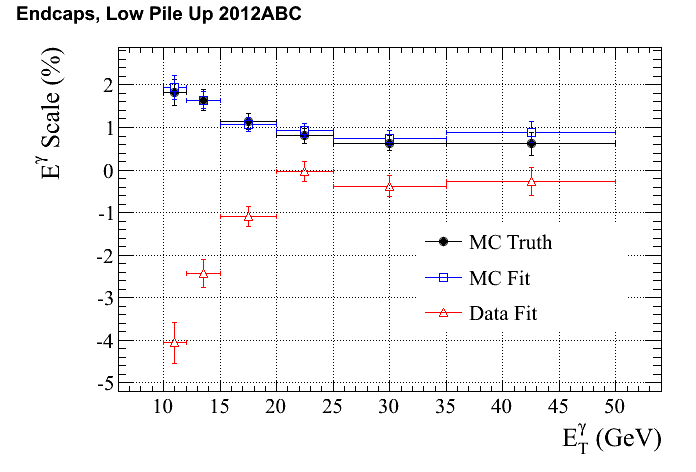 Endcaps, Low Pile Up 2012ABC
E^γ Scale (%)
2
1
0
-1
-2
-3
-4
-5
MC Truth
MC Fit
Data Fit
10 15 20 25 30 35 40 45 50
E_T^γ (GeV)